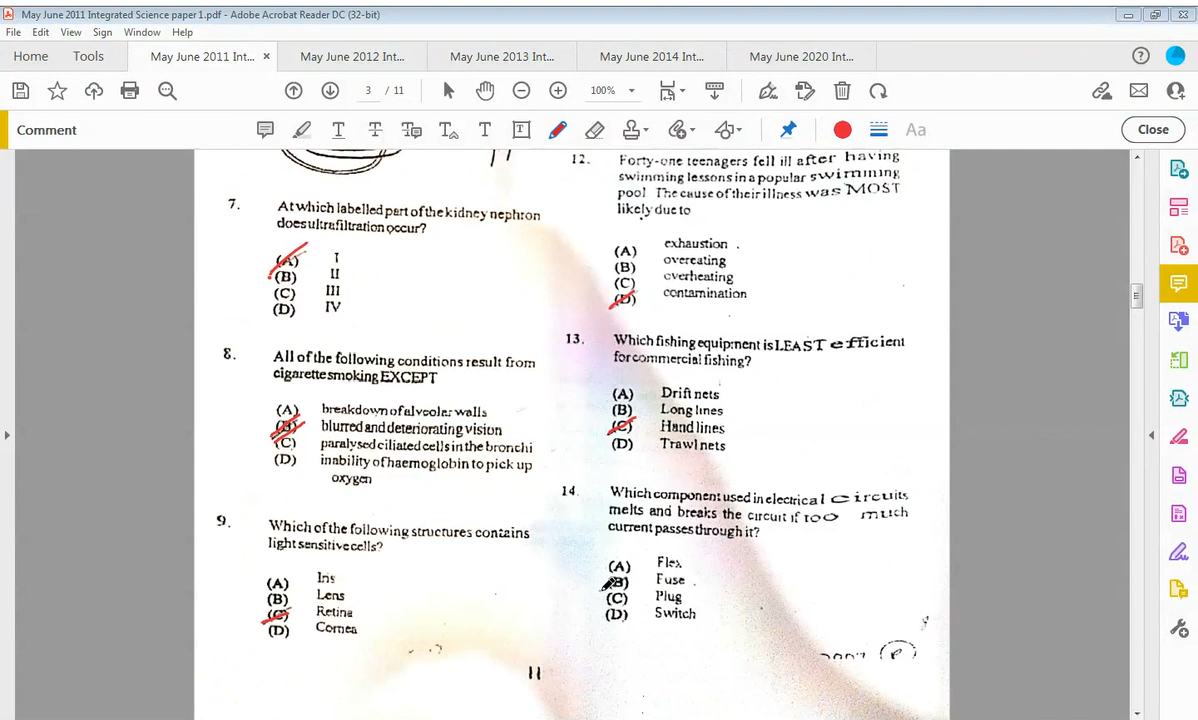 May June 2011 Integrated Science paper 1.pdf - Adobe Acrobat Reader DC (32-bit)
File Edit View Sign Window Help
Home Tools May June 2011 Int... × May June 2012 Int... May June 2013 Int... May June 2014 Int... May June 2020 Int...
3 / 11 100%
Comment Close
7. At which labelled part of the kidney nephron
does ultrafiltration occur?
(A) I
(B) II
(C) III
(D) IV
8. All of the following conditions result from
cigarette smoking EXCEPT
(A) breakdown of alveolar walls
(B) blurred and deteriorating vision
(C) paralysed ciliated cells in the bronchi
(D) inability of haemoglobin to pick up
oxygen
9. Which of the following structures contains
light sensitive cells?
(A) Iris
(B) Lens
(C) Retina
(D) Cornea
11
12. Forty-one teenagers fell ill after having
swimming lessons in a popular swimming
pool. The cause of their illness was MOST
likely due to
(A) exhaustion
(B) overeating
(C) overheating
(D) contamination
13. Which fishing equipment is LEAST efficient
for commercial fishing?
(A) Drift nets
(B) Long lines
(C) Hand lines
(D) Trawl nets
14. Which component used in electrical circuits
melts and breaks the circuit if too much
current passes through it?
(A) Flex
(B) Fuse
(C) Plug
(D) Switch